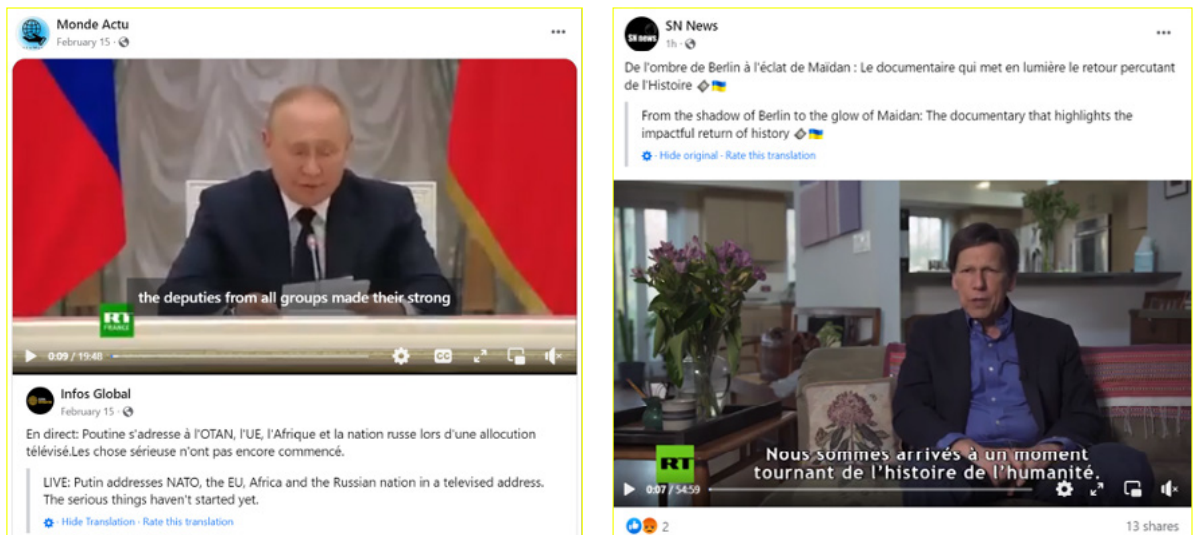 Monde Actu
February 15 ·
the deputies from all groups made their strong
RT
FRANCE
0:09 / 19:48
CC
Infos Global
February 15 ·
En direct: Poutine s'adresse à l'OTAN, l'UE, l'Afrique et la nation russe lors d'une allocution
télévisé.Les chose sérieuse n'ont pas encore commencé.
LIVE: Putin addresses NATO, the EU, Africa and the Russian nation in a televised address.
The serious things haven't started yet.
· Hide Translation · Rate this translation
SN news
SN News
1h ·
De l'ombre de Berlin à l'éclat de Maïdan : Le documentaire qui met en lumière le retour percutant
de l'Histoire
From the shadow of Berlin to the glow of Maidan: The documentary that highlights the
impactful return of history
· Hide original · Rate this translation
RT
Nous sommes arrivés à un moment
tournant de l'histoire de l'humanité.
0:07 / 54:59
2
13 shares